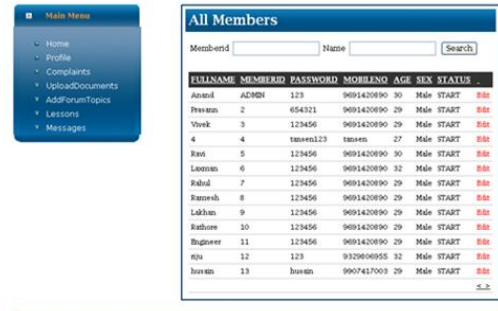 Main Menu
Home
Profile
Complaints
UploadDocuments
AddForumTopics
Lessons
Messages
All Members
Memberid Name Search
FULLNAME MEMBERID PASSWORD MOBILENO AGE SEX STATUS
Anand ADMIN 123 9691420890 30 Male START Edit
Prasann 2 654321 9691420890 29 Male START Edit
Vivek 3 123456 9691420890 29 Male START Edit
4 4 tansen123 tansen 27 Male START Edit
Ravi 5 123456 9691420890 30 Male START Edit
Laxman 6 123456 9691420890 32 Male START Edit
Rahul 7 123456 9691420890 29 Male START Edit
Ramesh 8 123456 9691420890 29 Male START Edit
Lakhan 9 123456 9691420890 29 Male START Edit
Rathore 10 123456 9691420890 29 Male START Edit
Engineer 11 123456 9691420890 29 Male START Edit
riju 12 123 9329806955 32 Male START Edit
husain 13 husain 9907417003 29 Male START Edit
< >